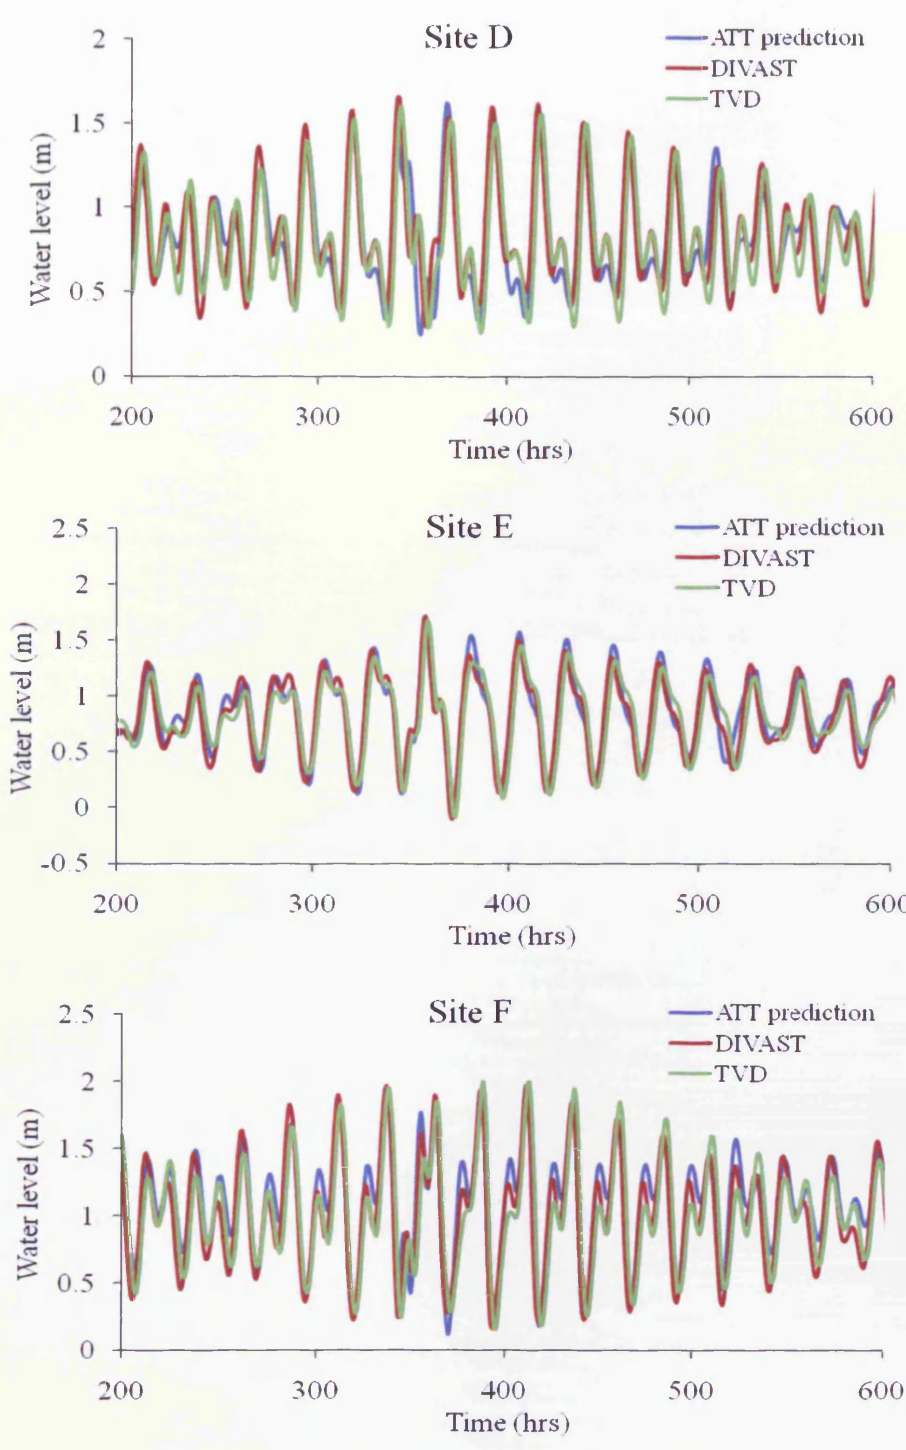 Site D
ATT prediction
DIVAST
TVD
2
1.5
1
0.5
0
Water level (m)
200 300 400 500 600
Time (hrs)
Site E
ATT prediction
DIVAST
TVD
2.5
2
1.5
1
0.5
0
-0.5
Water level (m)
200 300 400 500 600
Time (hrs)
Site F
ATT prediction
DIVAST
TVD
2.5
2
1.5
1
0.5
0
Water level (m)
200 300 400 500 600
Time (hrs)